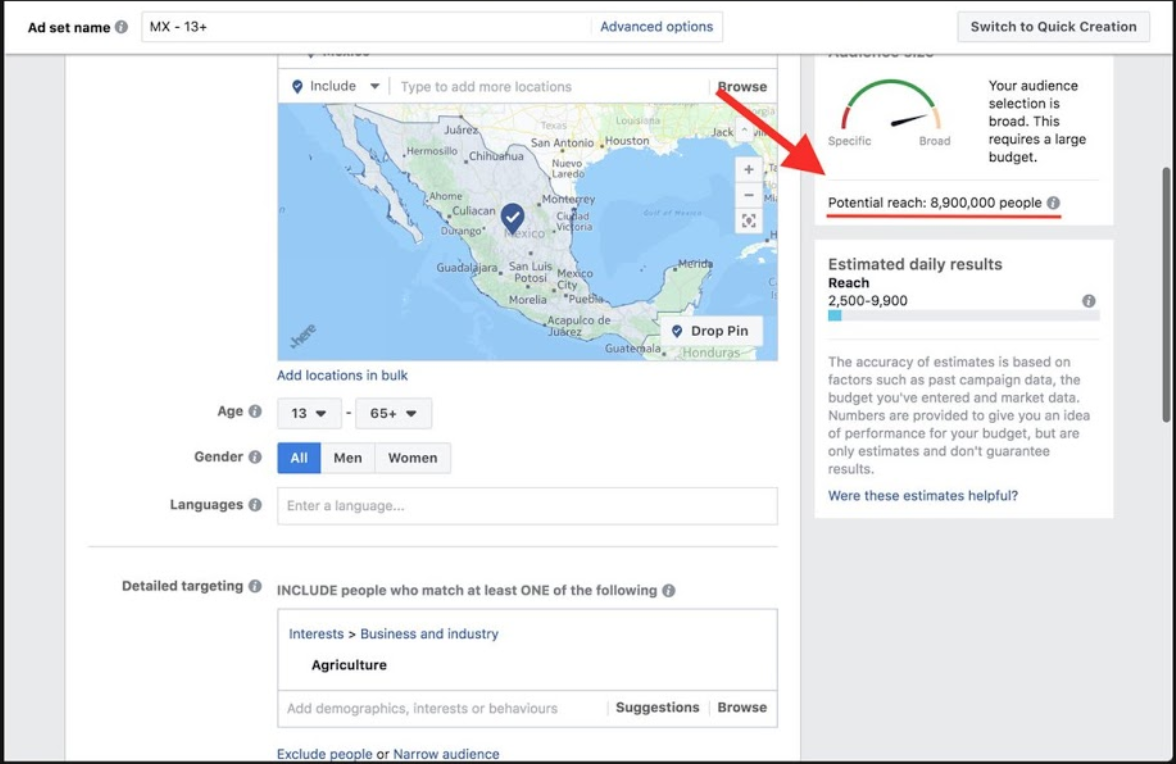 Ad set name
MX - 13+
Advanced options
Switch to Quick Creation
Mexico
Include
Type to add more locations
Browse
Juárez
Texas
Louisiana
Jack
San Antonio
Houston
Hermosillo
Chihuahua
Nuevo
Laredo
Ahome
Monterrey
Culiacan
Ciudad
Victoria
Durango
Mexico
Gulf of Mexico
Guadalajara
San Luis
Potosí
Mexico
City
Merida
Morelia
Puebla
Acapulco de
Juárez
Guatemala
Honduras
here
Drop Pin
Add locations in bulk
Age
13
-
65+
Gender
All
Men
Women
Languages
Enter a language...
Detailed targeting
INCLUDE people who match at least ONE of the following
Interests > Business and industry
Agriculture
Add demographics, interests or behaviours
Suggestions
Browse
Exclude people or Narrow audience
Audience size
Specific
Broad
Your audience
selection is
broad. This
requires a large
budget.
Potential reach: 8,900,000 people
Estimated daily results
Reach
2,500-9,900
The accuracy of estimates is based on
factors such as past campaign data, the
budget you've entered and market data.
Numbers are provided to give you an idea
of performance for your budget, but are
only estimates and don't guarantee
results.
Were these estimates helpful?